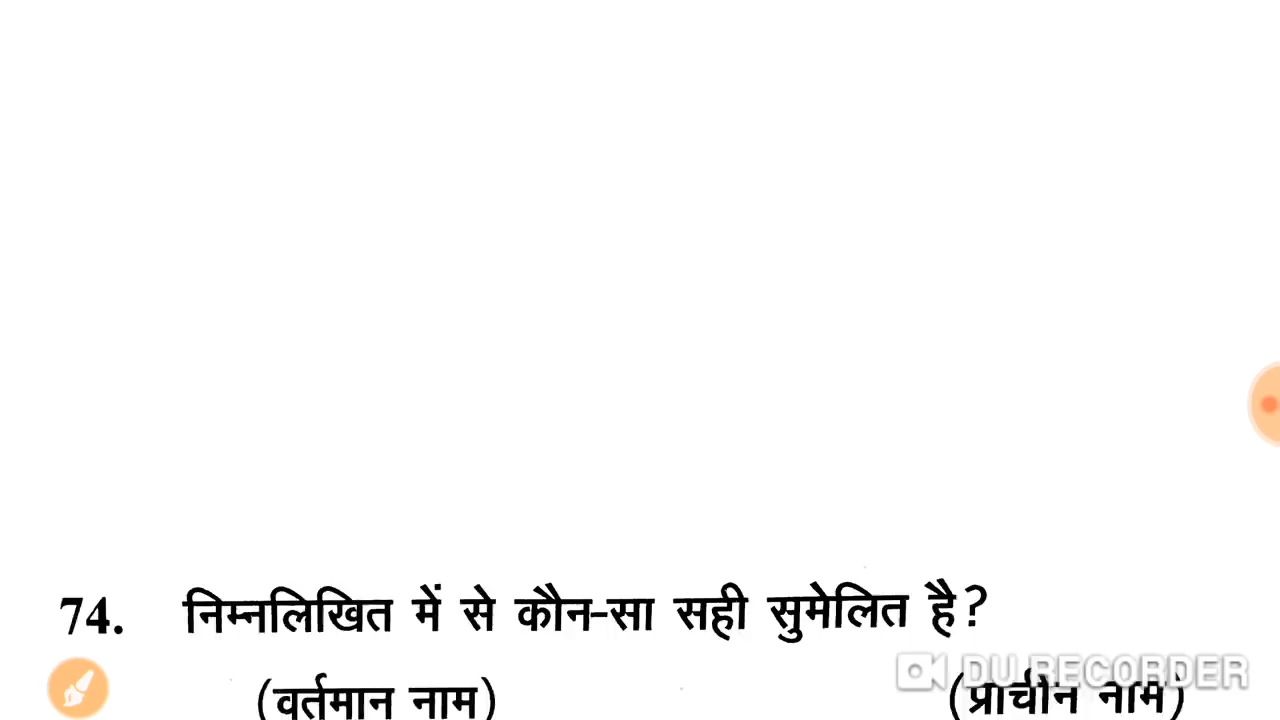 74. निम्नलिखित में से कौन-सा सही सुमेलित है?
DU RECORDER
(वर्तमान नाम) (प्राचीन नाम)